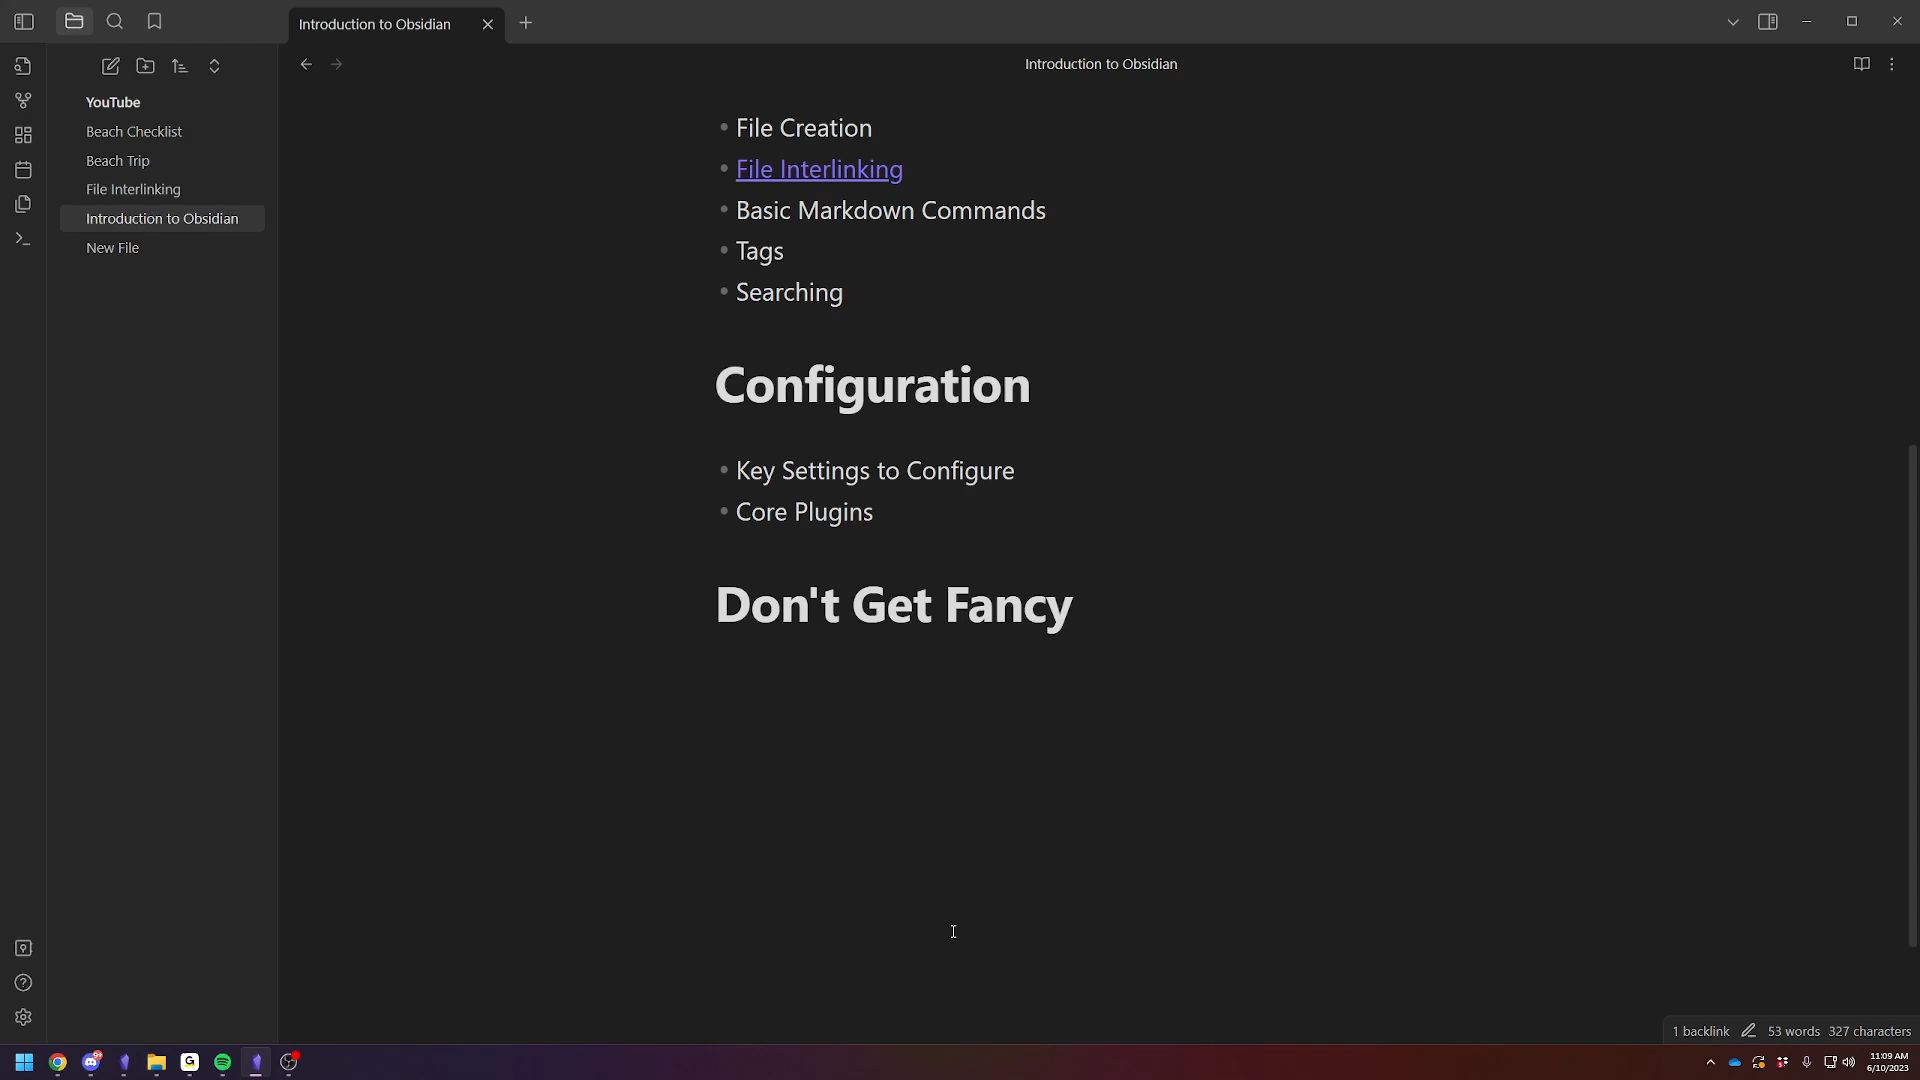 Introduction to Obsidian
Introduction to Obsidian
YouTube
Beach Checklist
Beach Trip
File Interlinking
Introduction to Obsidian
New File
• File Creation
• File Interlinking
• Basic Markdown Commands
• Tags
• Searching
Configuration
• Key Settings to Configure
• Core Plugins
Don't Get Fancy
1 backlink 53 words 327 characters
11:09 AM
6/10/2023